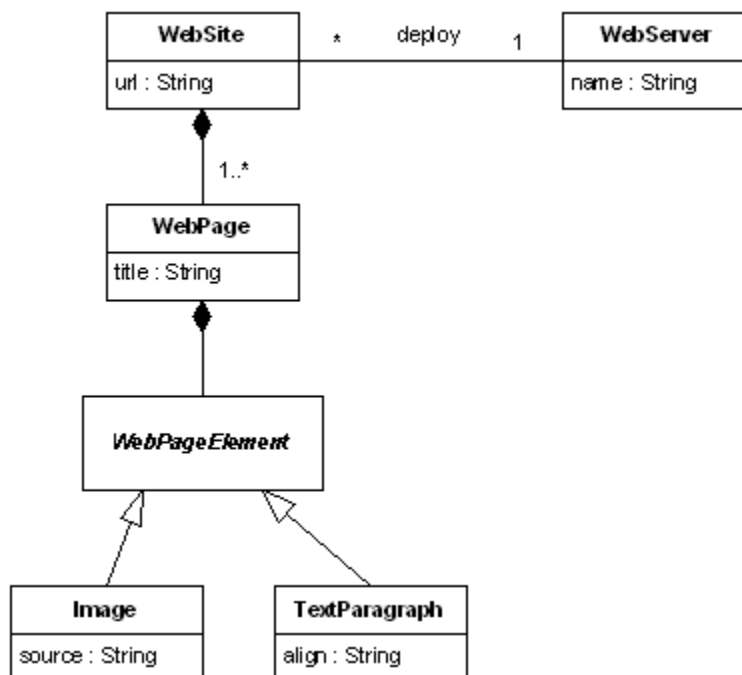 WebSite
* deploy 1
WebServer
url : String
name : String
1..*
WebPage
title : String
WebPageElement
Image
TextParagraph
source : String
align : String